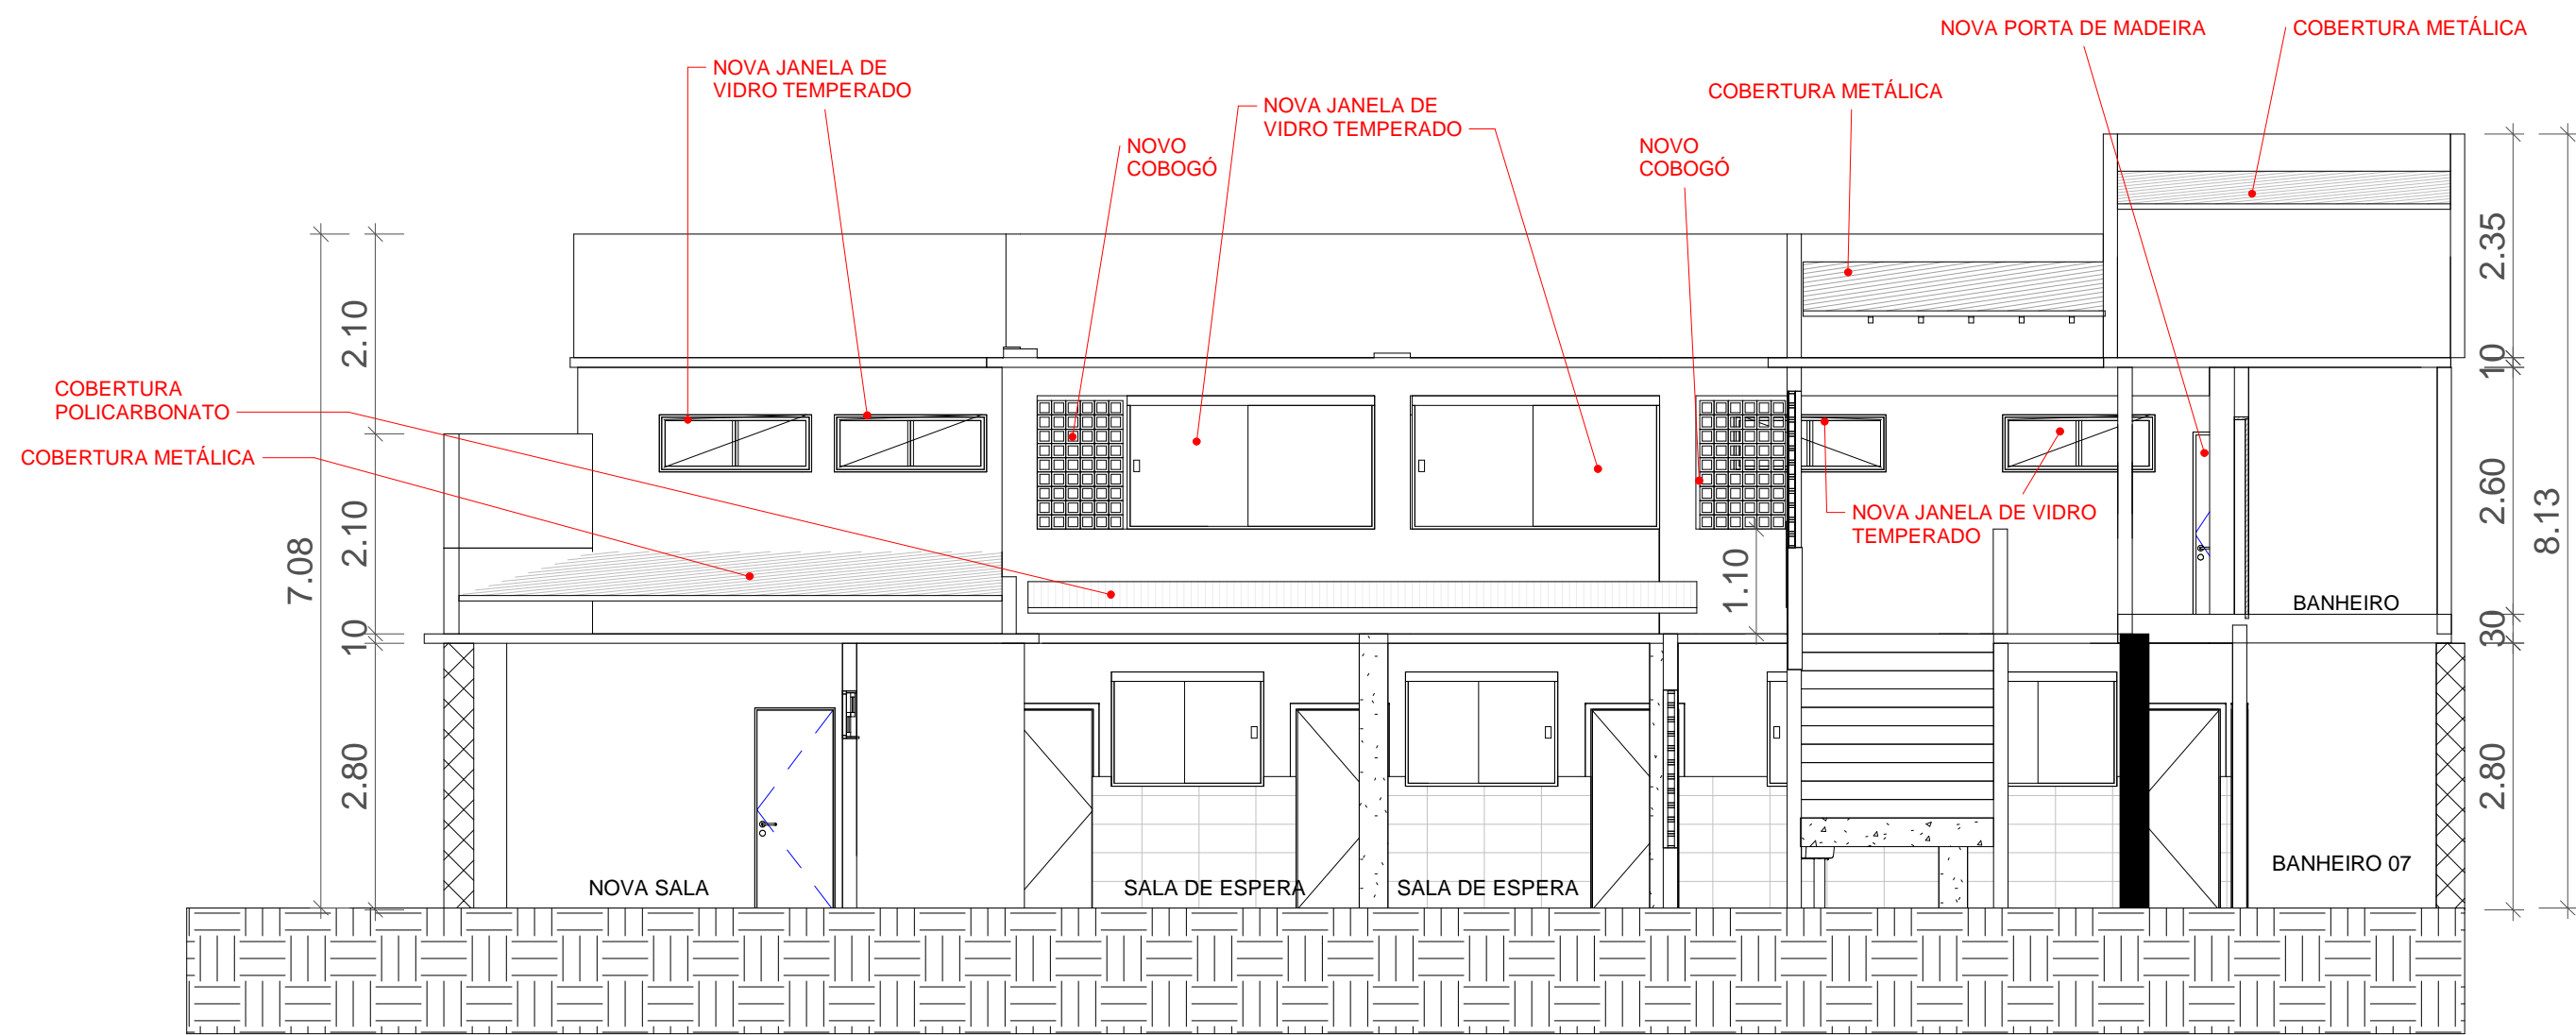 NOVA PORTA DE MADEIRA
COBERTURA METÁLICA
NOVA JANELA DE
VIDRO TEMPERADO
COBERTURA METÁLICA
NOVA JANELA DE
VIDRO TEMPERADO
NOVO
COBOGÓ
NOVO
COBOGÓ
2.35
2.10
10
COBERTURA
POLICARBONATO
COBERTURA METÁLICA
2.60
8.13
7.08
2.10
NOVA JANELA DE VIDRO
TEMPERADO
1.10
BANHEIRO
10
30
2.80
2.80
NOVA SALA
SALA DE ESPERA
SALA DE ESPERA
BANHEIRO 07